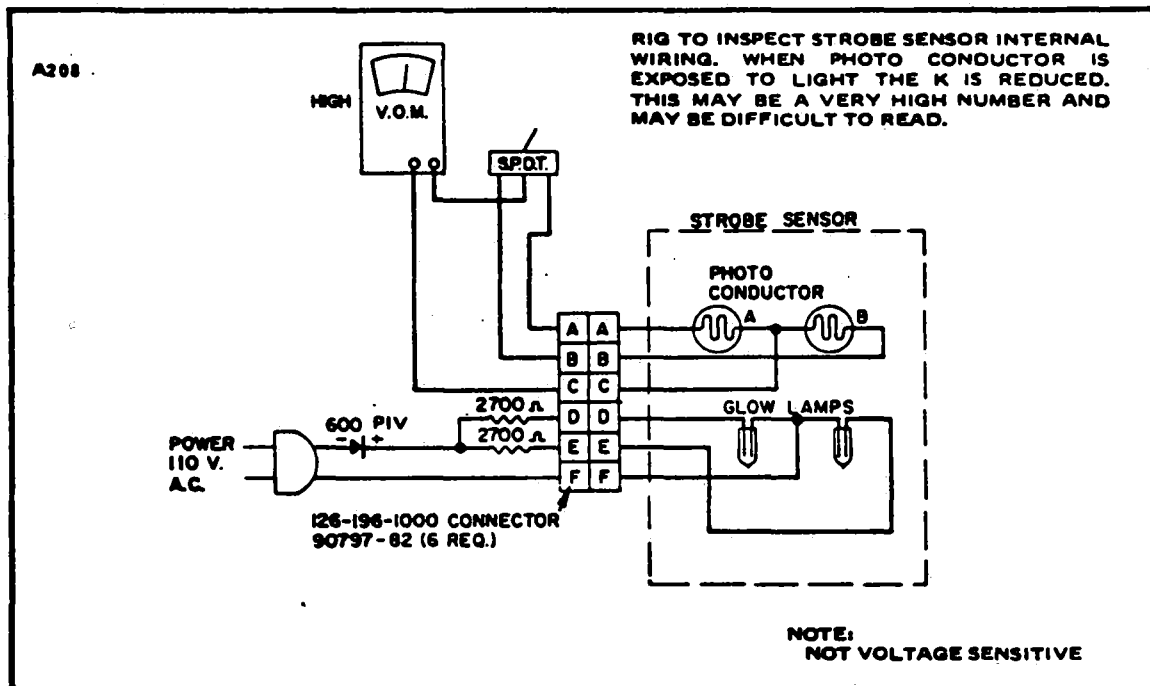 A208
RIG TO INSPECT STROBE SENSOR INTERNAL
WIRING. WHEN PHOTO CONDUCTOR IS
EXPOSED TO LIGHT THE K IS REDUCED.
THIS MAY BE A VERY HIGH NUMBER AND
MAY BE DIFFICULT TO READ.
HIGH
V.O.M.
S.P.D.T.
STROBE SENSOR
PHOTO
CONDUCTOR
A
B
A A
B B
C C
D D
E E
F F
2700 Ω
2700 Ω
GLOW LAMPS
600 PIV
- +
POWER
110 V.
A.C.
126-196-1000 CONNECTOR
90797-82 (6 REQ.)
NOTE:
NOT VOLTAGE SENSITIVE